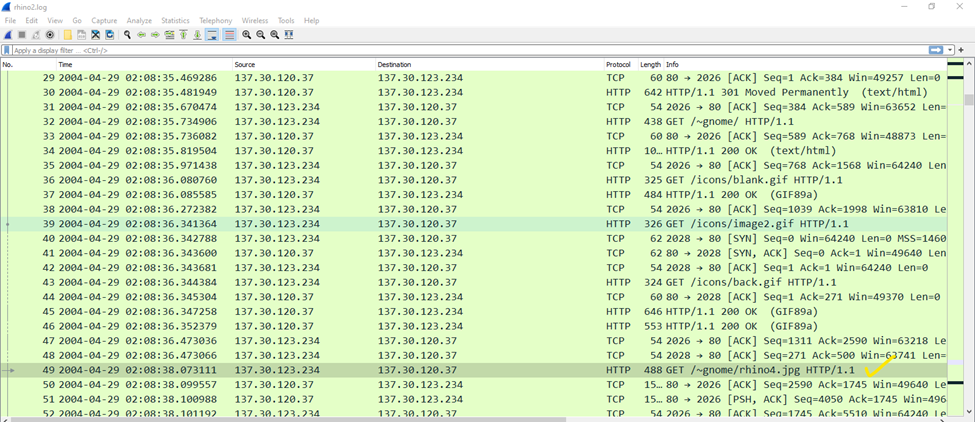 rhino2.log
File Edit View Go Capture Analyze Statistics Telephony Wireless Tools Help
Apply a display filter ... <Ctrl-/>
No. Time Source Destination Protocol Length Info
29 2004-04-29 02:08:35.469286 137.30.120.37 137.30.123.234 TCP 60 80 → 2026 [ACK] Seq=1 Ack=384 Win=49257 Len=0
30 2004-04-29 02:08:35.481949 137.30.120.37 137.30.123.234 HTTP 642 HTTP/1.1 301 Moved Permanently (text/html)
31 2004-04-29 02:08:35.670474 137.30.123.234 137.30.120.37 TCP 54 2026 → 80 [ACK] Seq=384 Ack=589 Win=63652 Len=
32 2004-04-29 02:08:35.734906 137.30.123.234 137.30.120.37 HTTP 438 GET /~gnome/ HTTP/1.1
33 2004-04-29 02:08:35.736082 137.30.120.37 137.30.123.234 TCP 60 80 → 2026 [ACK] Seq=589 Ack=768 Win=48873 Len=
34 2004-04-29 02:08:35.819504 137.30.120.37 137.30.123.234 HTTP 10… HTTP/1.1 200 OK (text/html)
35 2004-04-29 02:08:35.971438 137.30.123.234 137.30.120.37 TCP 54 2026 → 80 [ACK] Seq=768 Ack=1568 Win=64240 Len
36 2004-04-29 02:08:36.080760 137.30.123.234 137.30.120.37 HTTP 325 GET /icons/blank.gif HTTP/1.1
37 2004-04-29 02:08:36.085585 137.30.120.37 137.30.123.234 HTTP 484 HTTP/1.1 200 OK (GIF89a)
38 2004-04-29 02:08:36.272382 137.30.123.234 137.30.120.37 TCP 54 2026 → 80 [ACK] Seq=1039 Ack=1998 Win=63810 Le
39 2004-04-29 02:08:36.341364 137.30.123.234 137.30.120.37 HTTP 326 GET /icons/image2.gif HTTP/1.1
40 2004-04-29 02:08:36.342788 137.30.123.234 137.30.120.37 TCP 62 2028 → 80 [SYN] Seq=0 Win=64240 Len=0 MSS=1460
41 2004-04-29 02:08:36.343600 137.30.120.37 137.30.123.234 TCP 62 80 → 2028 [SYN, ACK] Seq=0 Ack=1 Win=49640 Len
42 2004-04-29 02:08:36.343681 137.30.123.234 137.30.120.37 TCP 54 2028 → 80 [ACK] Seq=1 Ack=1 Win=64240 Len=0
43 2004-04-29 02:08:36.344384 137.30.123.234 137.30.120.37 HTTP 324 GET /icons/back.gif HTTP/1.1
44 2004-04-29 02:08:36.345304 137.30.120.37 137.30.123.234 TCP 60 80 → 2028 [ACK] Seq=1 Ack=271 Win=49370 Len=0
45 2004-04-29 02:08:36.347258 137.30.120.37 137.30.123.234 HTTP 646 HTTP/1.1 200 OK (GIF89a)
46 2004-04-29 02:08:36.352379 137.30.120.37 137.30.123.234 HTTP 553 HTTP/1.1 200 OK (GIF89a)
47 2004-04-29 02:08:36.473036 137.30.123.234 137.30.120.37 TCP 54 2026 → 80 [ACK] Seq=1311 Ack=2590 Win=63218 Le
48 2004-04-29 02:08:36.473066 137.30.123.234 137.30.120.37 TCP 54 2028 → 80 [ACK] Seq=271 Ack=500 Win=63741 Len=
49 2004-04-29 02:08:38.073111 137.30.123.234 137.30.120.37 HTTP 488 GET /~gnome/rhino4.jpg HTTP/1.1
50 2004-04-29 02:08:38.099557 137.30.120.37 137.30.123.234 TCP 15… 80 → 2026 [ACK] Seq=2590 Ack=1745 Win=49640 Le
51 2004-04-29 02:08:38.100988 137.30.120.37 137.30.123.234 TCP 15… 80 → 2026 [PSH, ACK] Seq=4050 Ack=1745 Win=496
52 2004-04-29 02:08:38.101192 137.30.123.234 137.30.120.37 TCP 54 2026 → 80 [ACK] Seq=1745 Ack=5510 Win=64240 Le